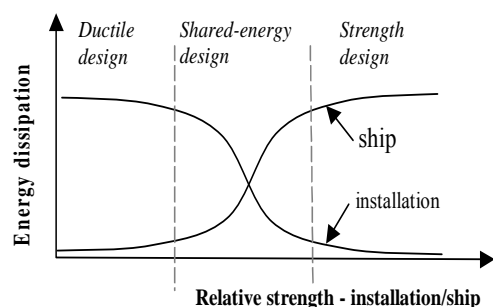 Ductile design
Shared-energy design
Strength design
Energy dissipation
ship
installation
Relative strength - installation/ship